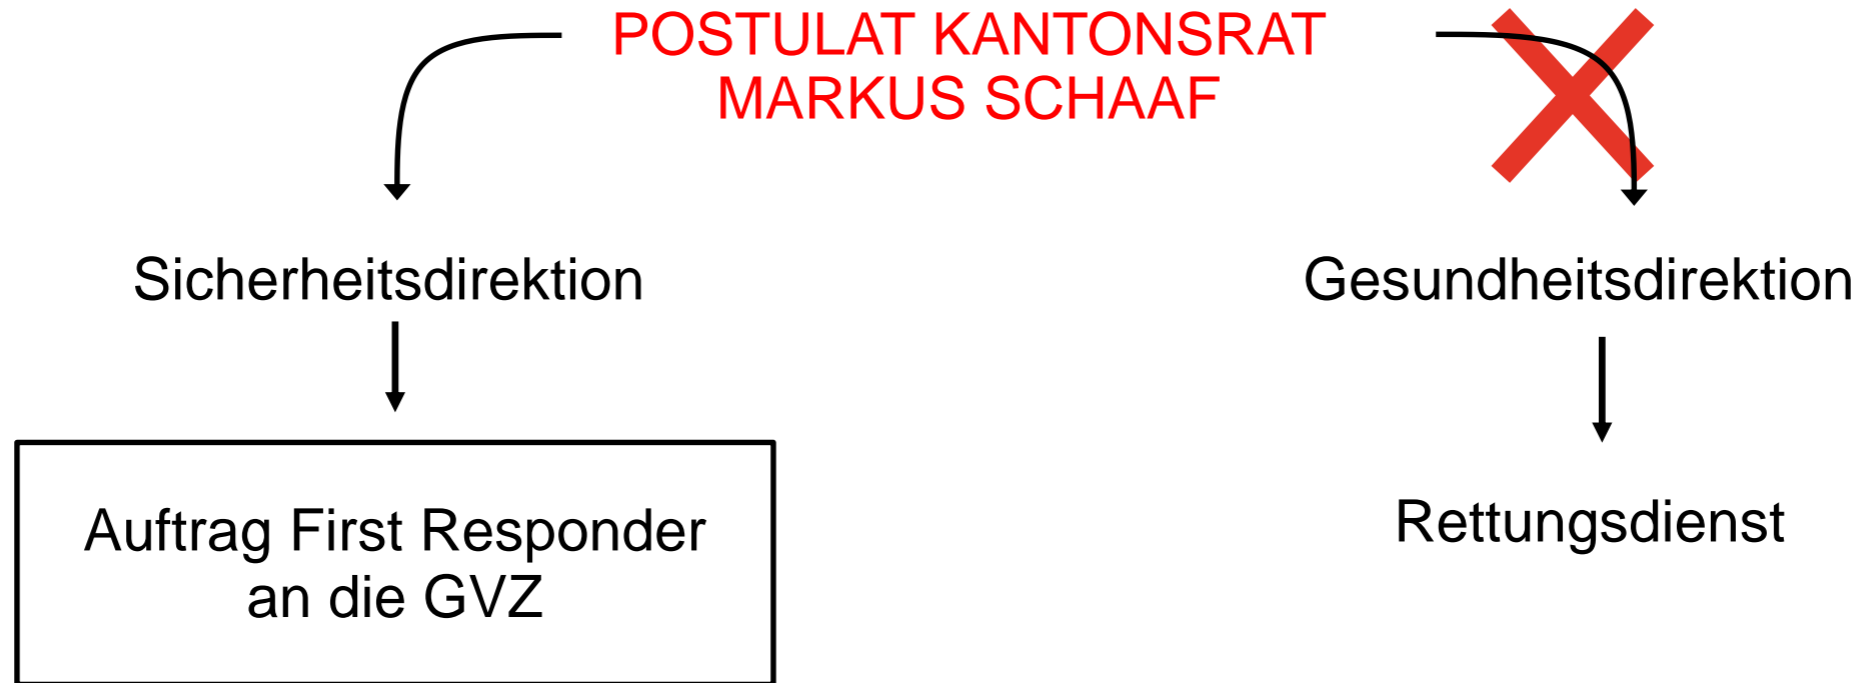 POSTULAT KANTONSRAT
MARKUS SCHAAF
Sicherheitsdirektion
Gesundheitsdirektion
Auftrag First Responder
an die GVZ
Rettungsdienst